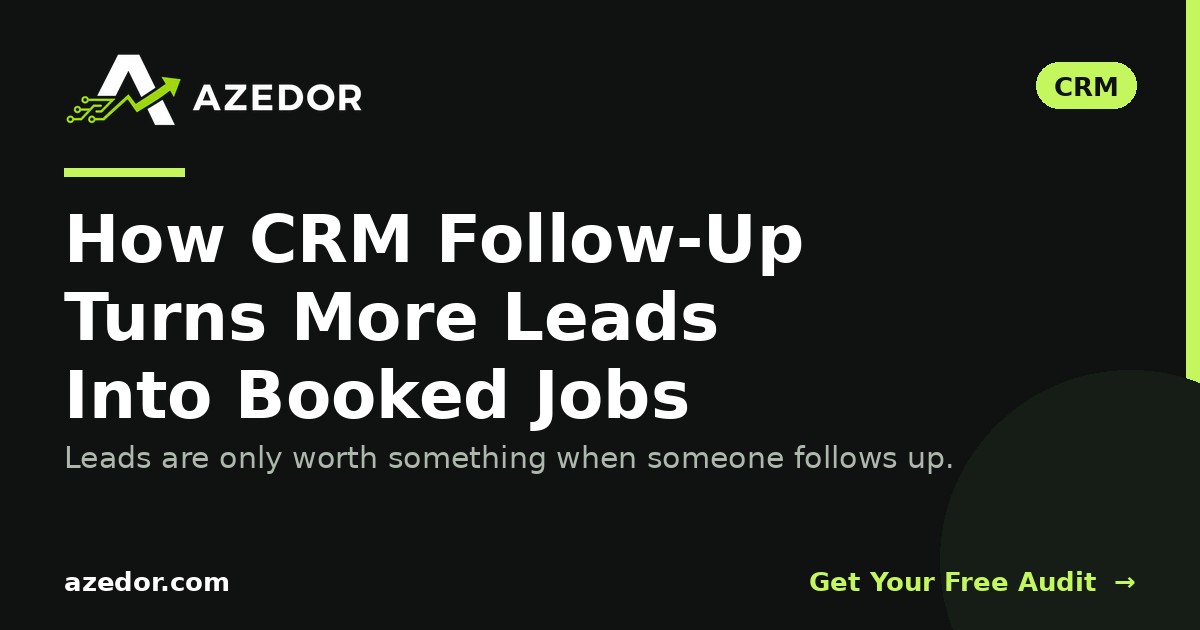 AZEDOR
CRM
How CRM Follow-Up
Turns More Leads
Into Booked Jobs
Leads are only worth something when someone follows up.
azedor.com
Get Your Free Audit →